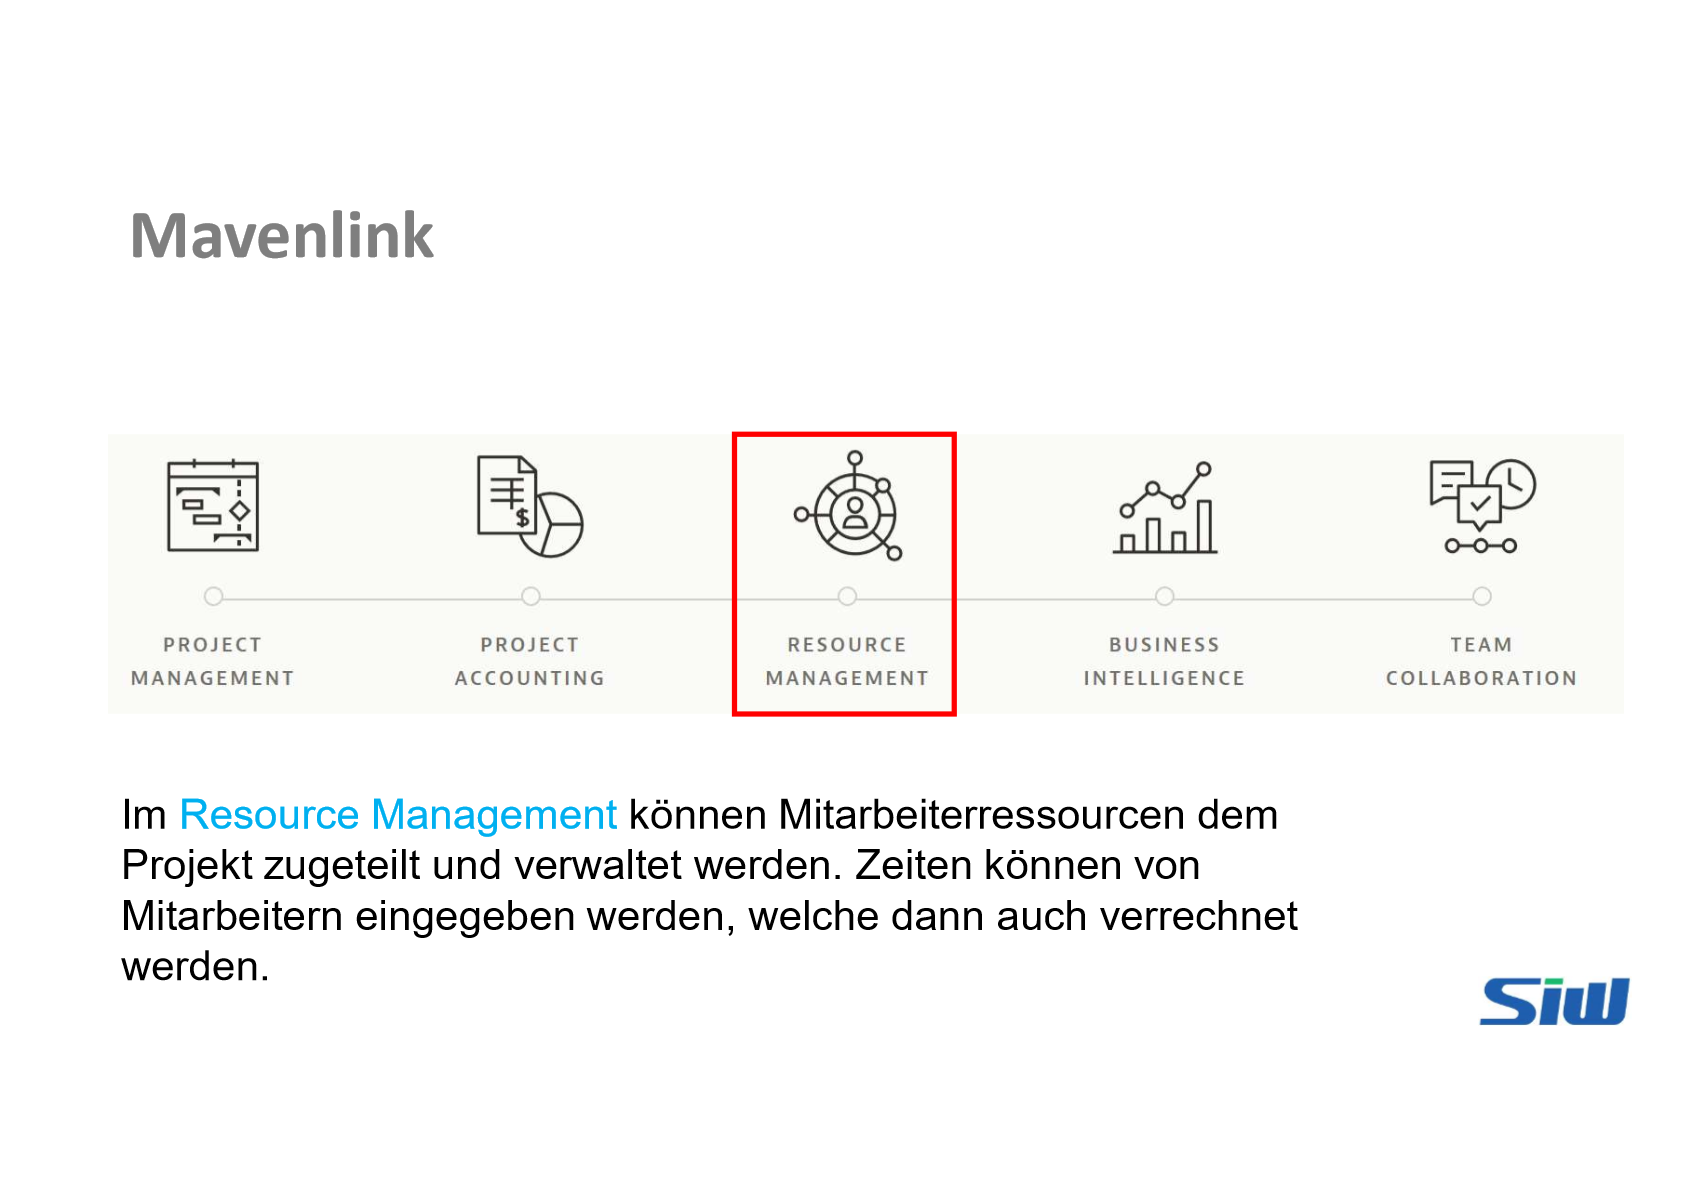 Mavenlink
$
PROJECT MANAGEMENT
PROJECT ACCOUNTING
RESOURCE MANAGEMENT
BUSINESS INTELLIGENCE
TEAM COLLABORATION
Im Resource Management können Mitarbeiterressourcen dem
Projekt zugeteilt und verwaltet werden. Zeiten können von
Mitarbeitern eingegeben werden, welche dann auch verrechnet
werden.
Siw